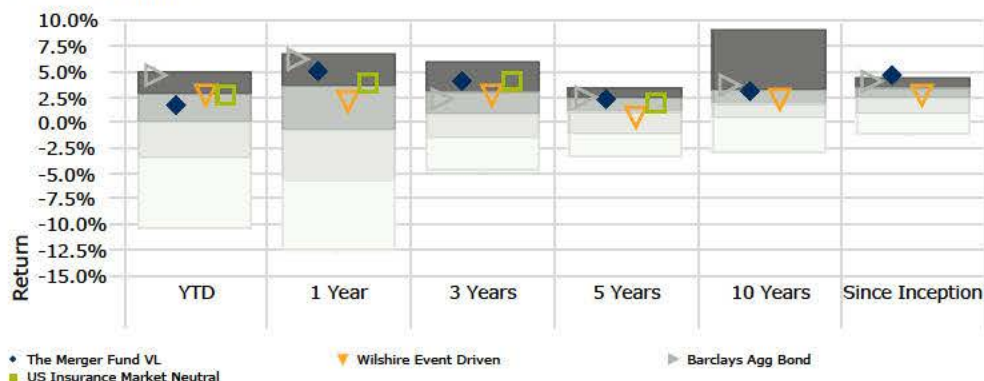 10.0%
7.5%
5.0%
2.5%
0.0%
-2.5%
-5.0%
-7.5%
-10.0%
-12.5%
-15.0%
Return
YTD 1 Year 3 Years 5 Years 10 Years Since Inception
The Merger Fund VL Wilshire Event Driven Barclays Agg Bond
US Insurance Market Neutral